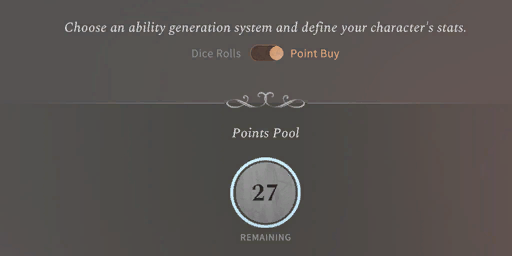 Choose an ability generation system and define your character's stats.
Dice Rolls Point Buy
Points Pool
27
REMAINING